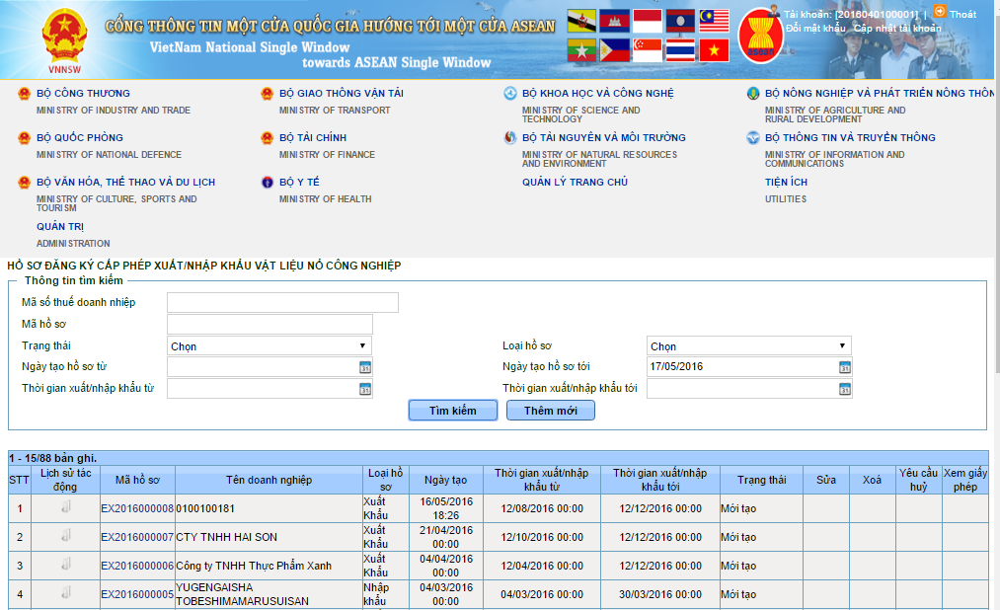 CỔNG THÔNG TIN MỘT CỬA QUỐC GIA HƯỚNG TỚI MỘT CỬA ASEAN
VietNam National Single Window
towards ASEAN Single Window
VNNSW
asean
Tài khoản: [2016040100001] | Thoát
Đổi mật khẩu Cập nhật tài khoản
BỘ CÔNG THƯƠNG
MINISTRY OF INDUSTRY AND TRADE
BỘ GIAO THÔNG VẬN TẢI
MINISTRY OF TRANSPORT
BỘ KHOA HỌC VÀ CÔNG NGHỆ
MINISTRY OF SCIENCE AND
TECHNOLOGY
BỘ NÔNG NGHIỆP VÀ PHÁT TRIỂN NÔNG THÔN
MINISTRY OF AGRICULTURE AND
RURAL DEVELOPMENT
BỘ QUỐC PHÒNG
MINISTRY OF NATIONAL DEFENCE
BỘ TÀI CHÍNH
MINISTRY OF FINANCE
BỘ TÀI NGUYÊN VÀ MÔI TRƯỜNG
MINISTRY OF NATURAL RESOURCES
AND ENVIRONMENT
BỘ THÔNG TIN VÀ TRUYỀN THÔNG
MINISTRY OF INFORMATION AND
COMMUNICATIONS
BỘ VĂN HÓA, THỂ THAO VÀ DU LỊCH
MINISTRY OF CULTURE, SPORTS AND
TOURISM
BỘ Y TẾ
MINISTRY OF HEALTH
QUẢN LÝ TRANG CHỦ
TIỆN ÍCH
UTILITIES
QUẢN TRỊ
ADMINISTRATION
HỒ SƠ ĐĂNG KÝ CẤP PHÉP XUẤT/NHẬP KHẨU VẬT LIỆU NỔ CÔNG NGHIỆP
Thông tin tìm kiếm
Mã số thuế doanh nhiệp
Mã hồ sơ
Trạng thái Chọn Loại hồ sơ Chọn
Ngày tạo hồ sơ từ Ngày tạo hồ sơ tới 17/05/2016
Thời gian xuất/nhập khẩu từ Thời gian xuất/nhập khẩu tới
Tìm kiếm Thêm mới
1 - 15/88 bản ghi.
STT
Lịch sử tác
động
Mã hồ sơ
Tên doanh nghiệp
Loại hồ
sơ
Ngày tạo
Thời gian xuất/nhập
khẩu từ
Thời gian xuất/nhập
khẩu tới
Trạng thái
Sửa
Xoá
Yêu cầu
huỷ
Xem giấy
phép
1 EX2016000008 0100100181
Xuất
Khẩu
16/05/2016
18:26
12/08/2016 00:00 12/12/2016 00:00 Mới tạo
2 EX2016000007 CTY TNHH HAI SON
Xuất
Khẩu
21/04/2016
00:00
12/10/2016 00:00 12/12/2016 00:00 Mới tạo
3 EX2016000006 Công ty TNHH Thực Phẩm Xanh
Xuất
Khẩu
04/04/2016
00:00
12/04/2016 00:00 12/12/2016 00:00 Mới tạo
4 EX2016000005
YUGENGAISHA
TOBESHIMAMARUSUISAN
Nhập
khẩu
04/03/2016
00:00
04/03/2016 00:00 30/03/2016 00:00 Mới tạo